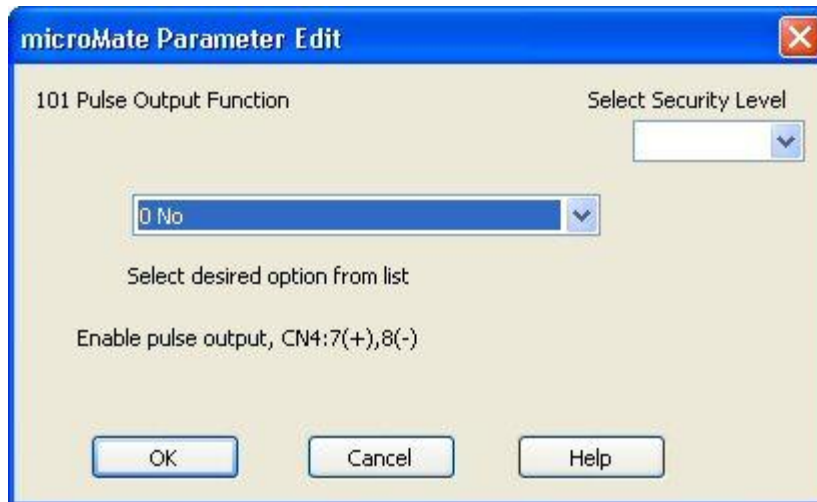 microMate Parameter Edit
101 Pulse Output Function
Select Security Level
0 No
Select desired option from list
Enable pulse output, CN4:7(+),8(-)
OK Cancel Help